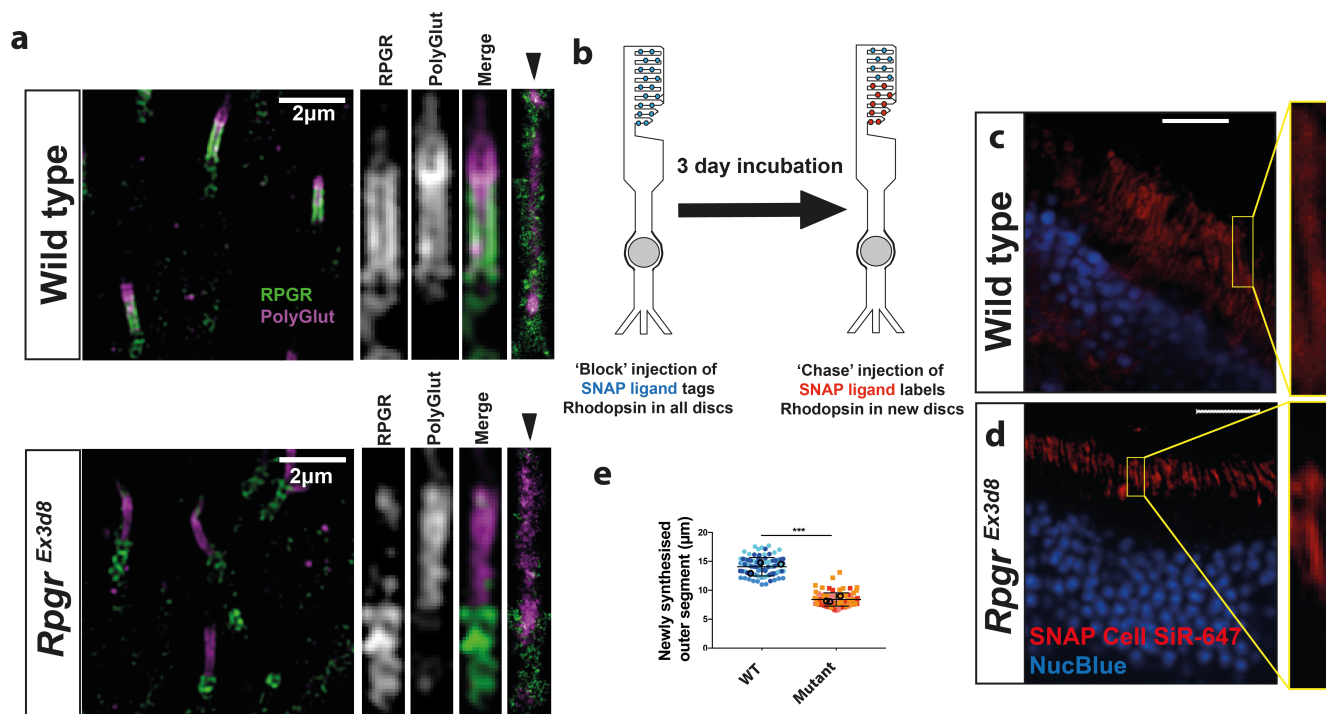 a
RPGR
PolyGlut
Merge
Wild type
2μm
RPGR
PolyGlut
RPGR
PolyGlut
Merge
Rpgr Ex3d8
2μm
b
3 day incubation
'Block' injection of
SNAP ligand tags
Rhodopsin in all discs
'Chase' injection of
SNAP ligand labels
Rhodopsin in new discs
c
Wild type
d
Rpgr Ex3d8
SNAP Cell SiR-647
NucBlue
e
Newly synthesised
outer segment (μm)
20
15
10
5
0
***
WT
Mutant